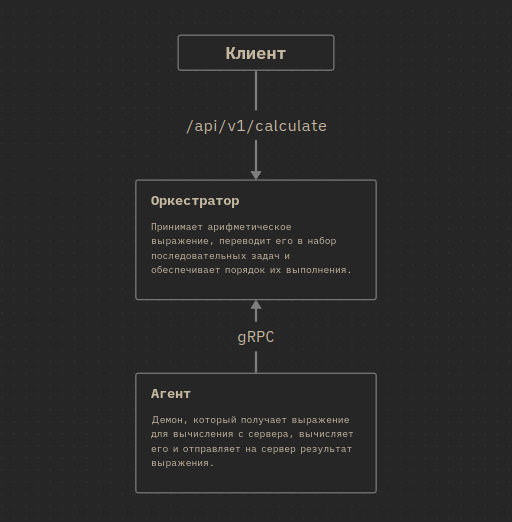 Клиент
/api/v1/calculate
Оркестратор
Принимает арифметическое
выражение, переводит его в набор
последовательных задач и
обеспечивает порядок их выполнения.
gRPC
Агент
Демон, который получает выражение
для вычисления с сервера, вычисляет
его и отправляет на сервер результат
выражения.